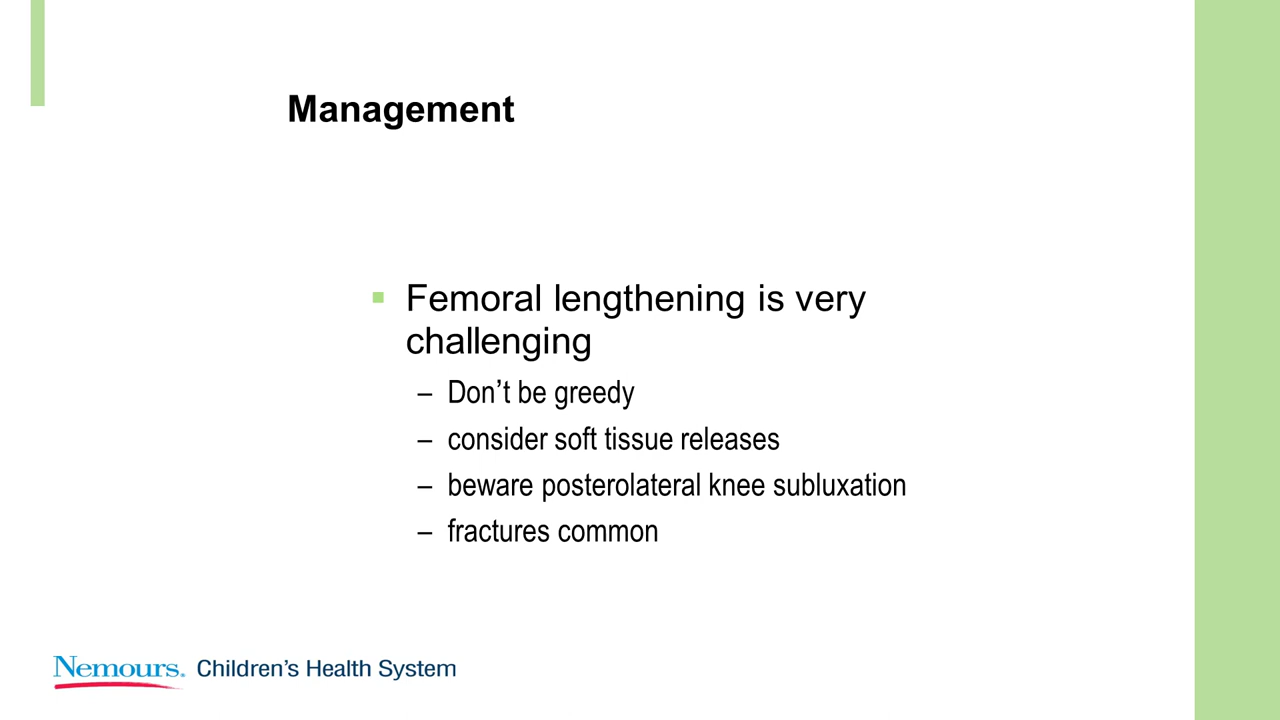 Management
Femoral lengthening is very
challenging
– Don’t be greedy
– consider soft tissue releases
– beware posterolateral knee subluxation
– fractures common
Nemours. Children’s Health System